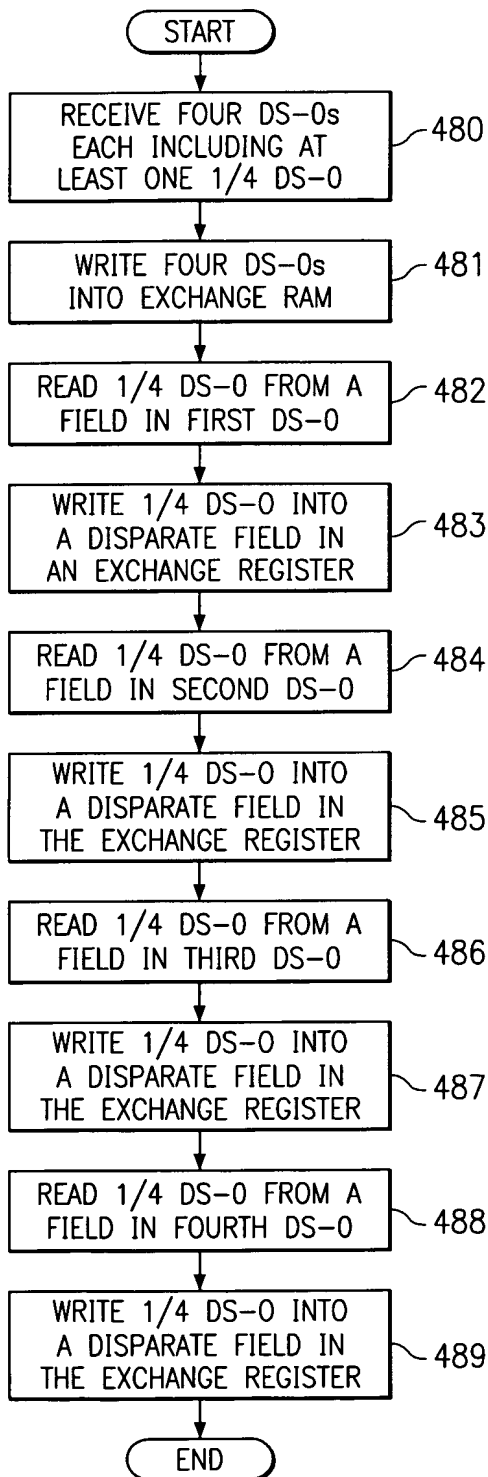 START
RECEIVE FOUR DS-0s
EACH INCLUDING AT
LEAST ONE 1/4 DS-0
480
WRITE FOUR DS-0s
INTO EXCHANGE RAM
481
READ 1/4 DS-0 FROM A
FIELD IN FIRST DS-0
482
WRITE 1/4 DS-0 INTO
A DISPARATE FIELD IN
AN EXCHANGE REGISTER
483
READ 1/4 DS-0 FROM A
FIELD IN SECOND DS-0
484
WRITE 1/4 DS-0 INTO
A DISPARATE FIELD IN
THE EXCHANGE REGISTER
485
READ 1/4 DS-0 FROM A
FIELD IN THIRD DS-0
486
WRITE 1/4 DS-0 INTO
A DISPARATE FIELD IN
THE EXCHANGE REGISTER
487
READ 1/4 DS-0 FROM A
FIELD IN FOURTH DS-0
488
WRITE 1/4 DS-0 INTO
A DISPARATE FIELD IN
THE EXCHANGE REGISTER
489
END